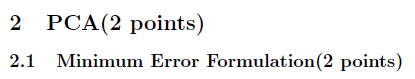 2 PCA(2 points)
2.1 Minimum Error Formulation(2 points)